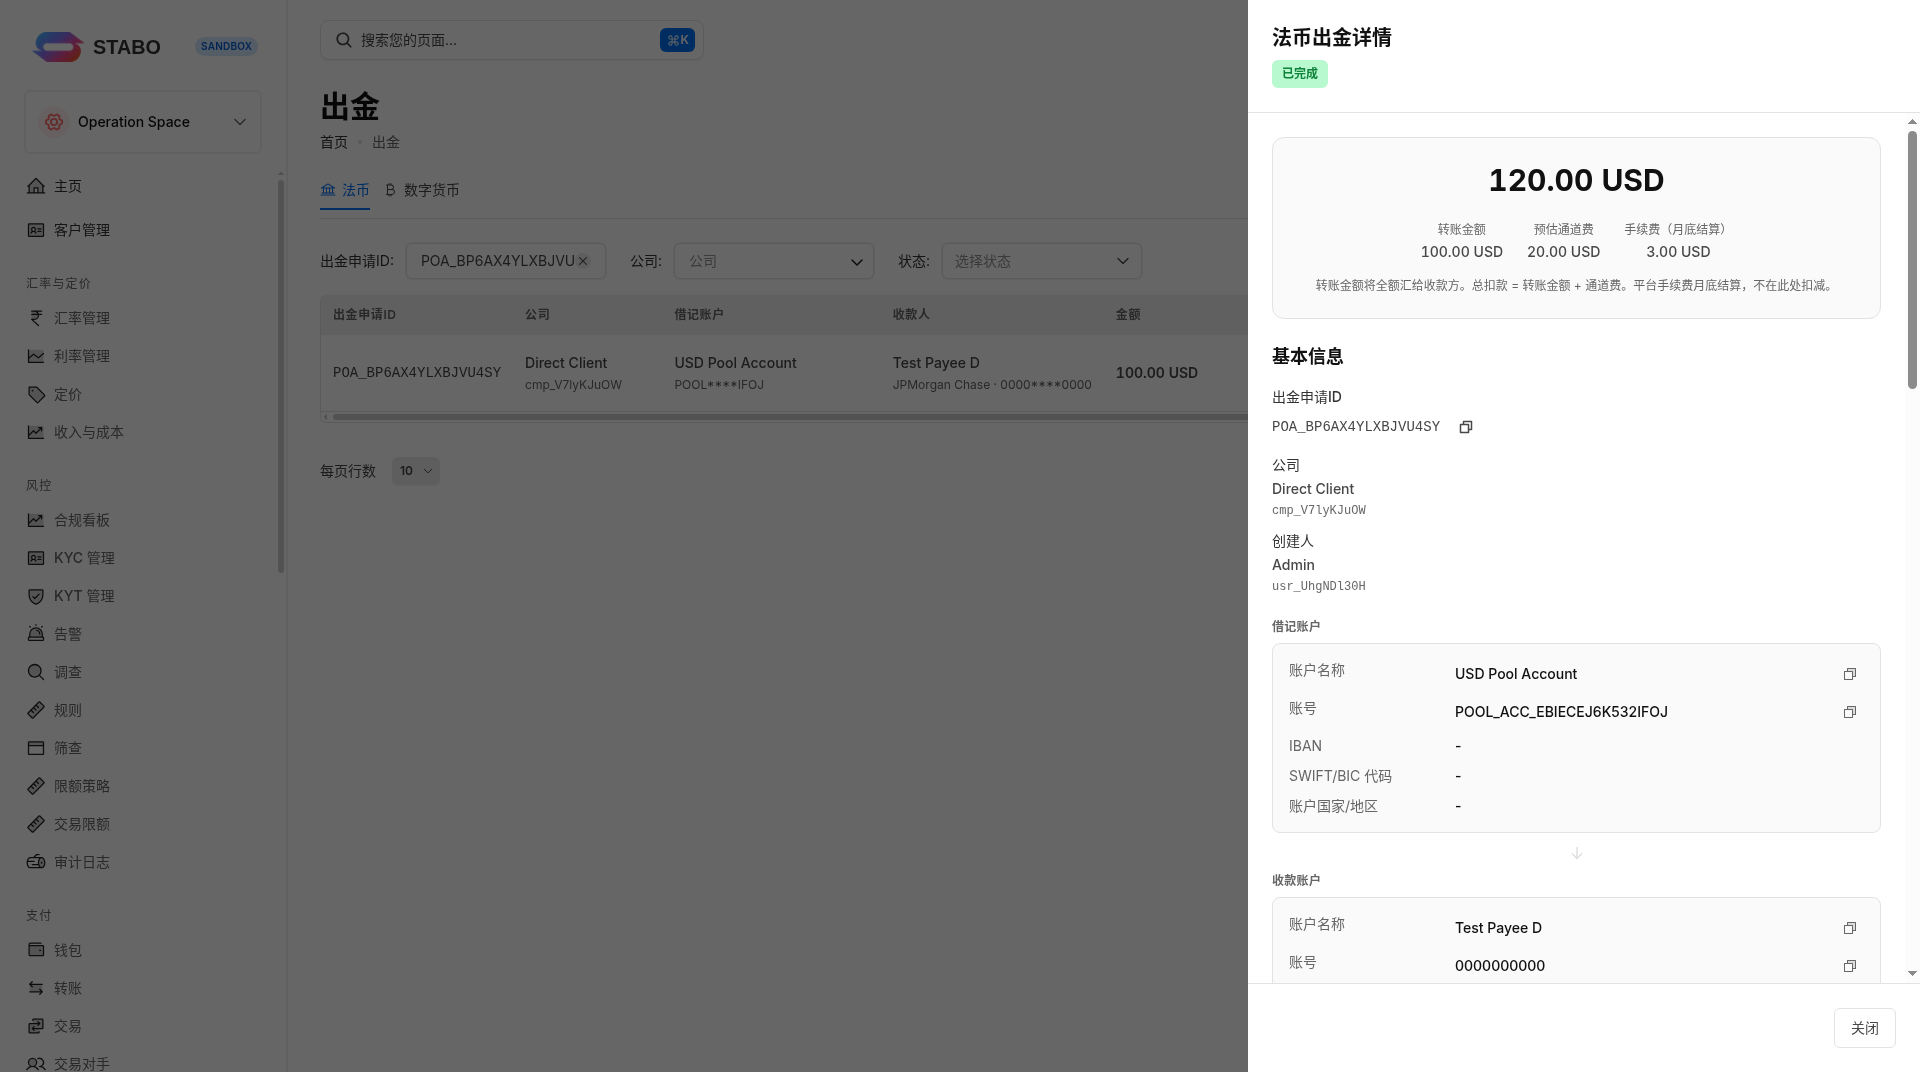 STABO
SANDBOX
Operation Space
主页
客户管理
汇率与定价
汇率管理
利率管理
定价
收入与成本
风控
合规看板
KYC 管理
KYT 管理
告警
调查
规则
筛查
限额策略
交易限额
审计日志
支付
钱包
转账
交易
交易对手
搜索您的页面...
⌘K
出金
首页 • 出金
法币 数字货币
出金申请ID: POA_BP6AX4YLXBJVU 公司: 公司 状态: 选择状态
出金申请ID 公司 借记账户 收款人 金额
POA_BP6AX4YLXBJVU4SY Direct Client USD Pool Account Test Payee D 100.00 USD
cmp_V7lyKJuOW POOL****IFOJ JPMorgan Chase · 0000****0000
每页行数 10
法币出金详情
已完成
120.00 USD
转账金额 预估通道费 手续费（月底结算）
100.00 USD 20.00 USD 3.00 USD
转账金额将全额汇给收款方。总扣款 = 转账金额 + 通道费。平台手续费月底结算，不在此处扣减。
基本信息
出金申请ID
POA_BP6AX4YLXBJVU4SY
公司
Direct Client
cmp_V7lyKJuOW
创建人
Admin
usr_UhgNDl30H
借记账户
账户名称 USD Pool Account
账号 POOL_ACC_EBIECEJ6K532IFOJ
IBAN -
SWIFT/BIC 代码 -
账户国家/地区 -
收款账户
账户名称 Test Payee D
账号 0000000000
关闭